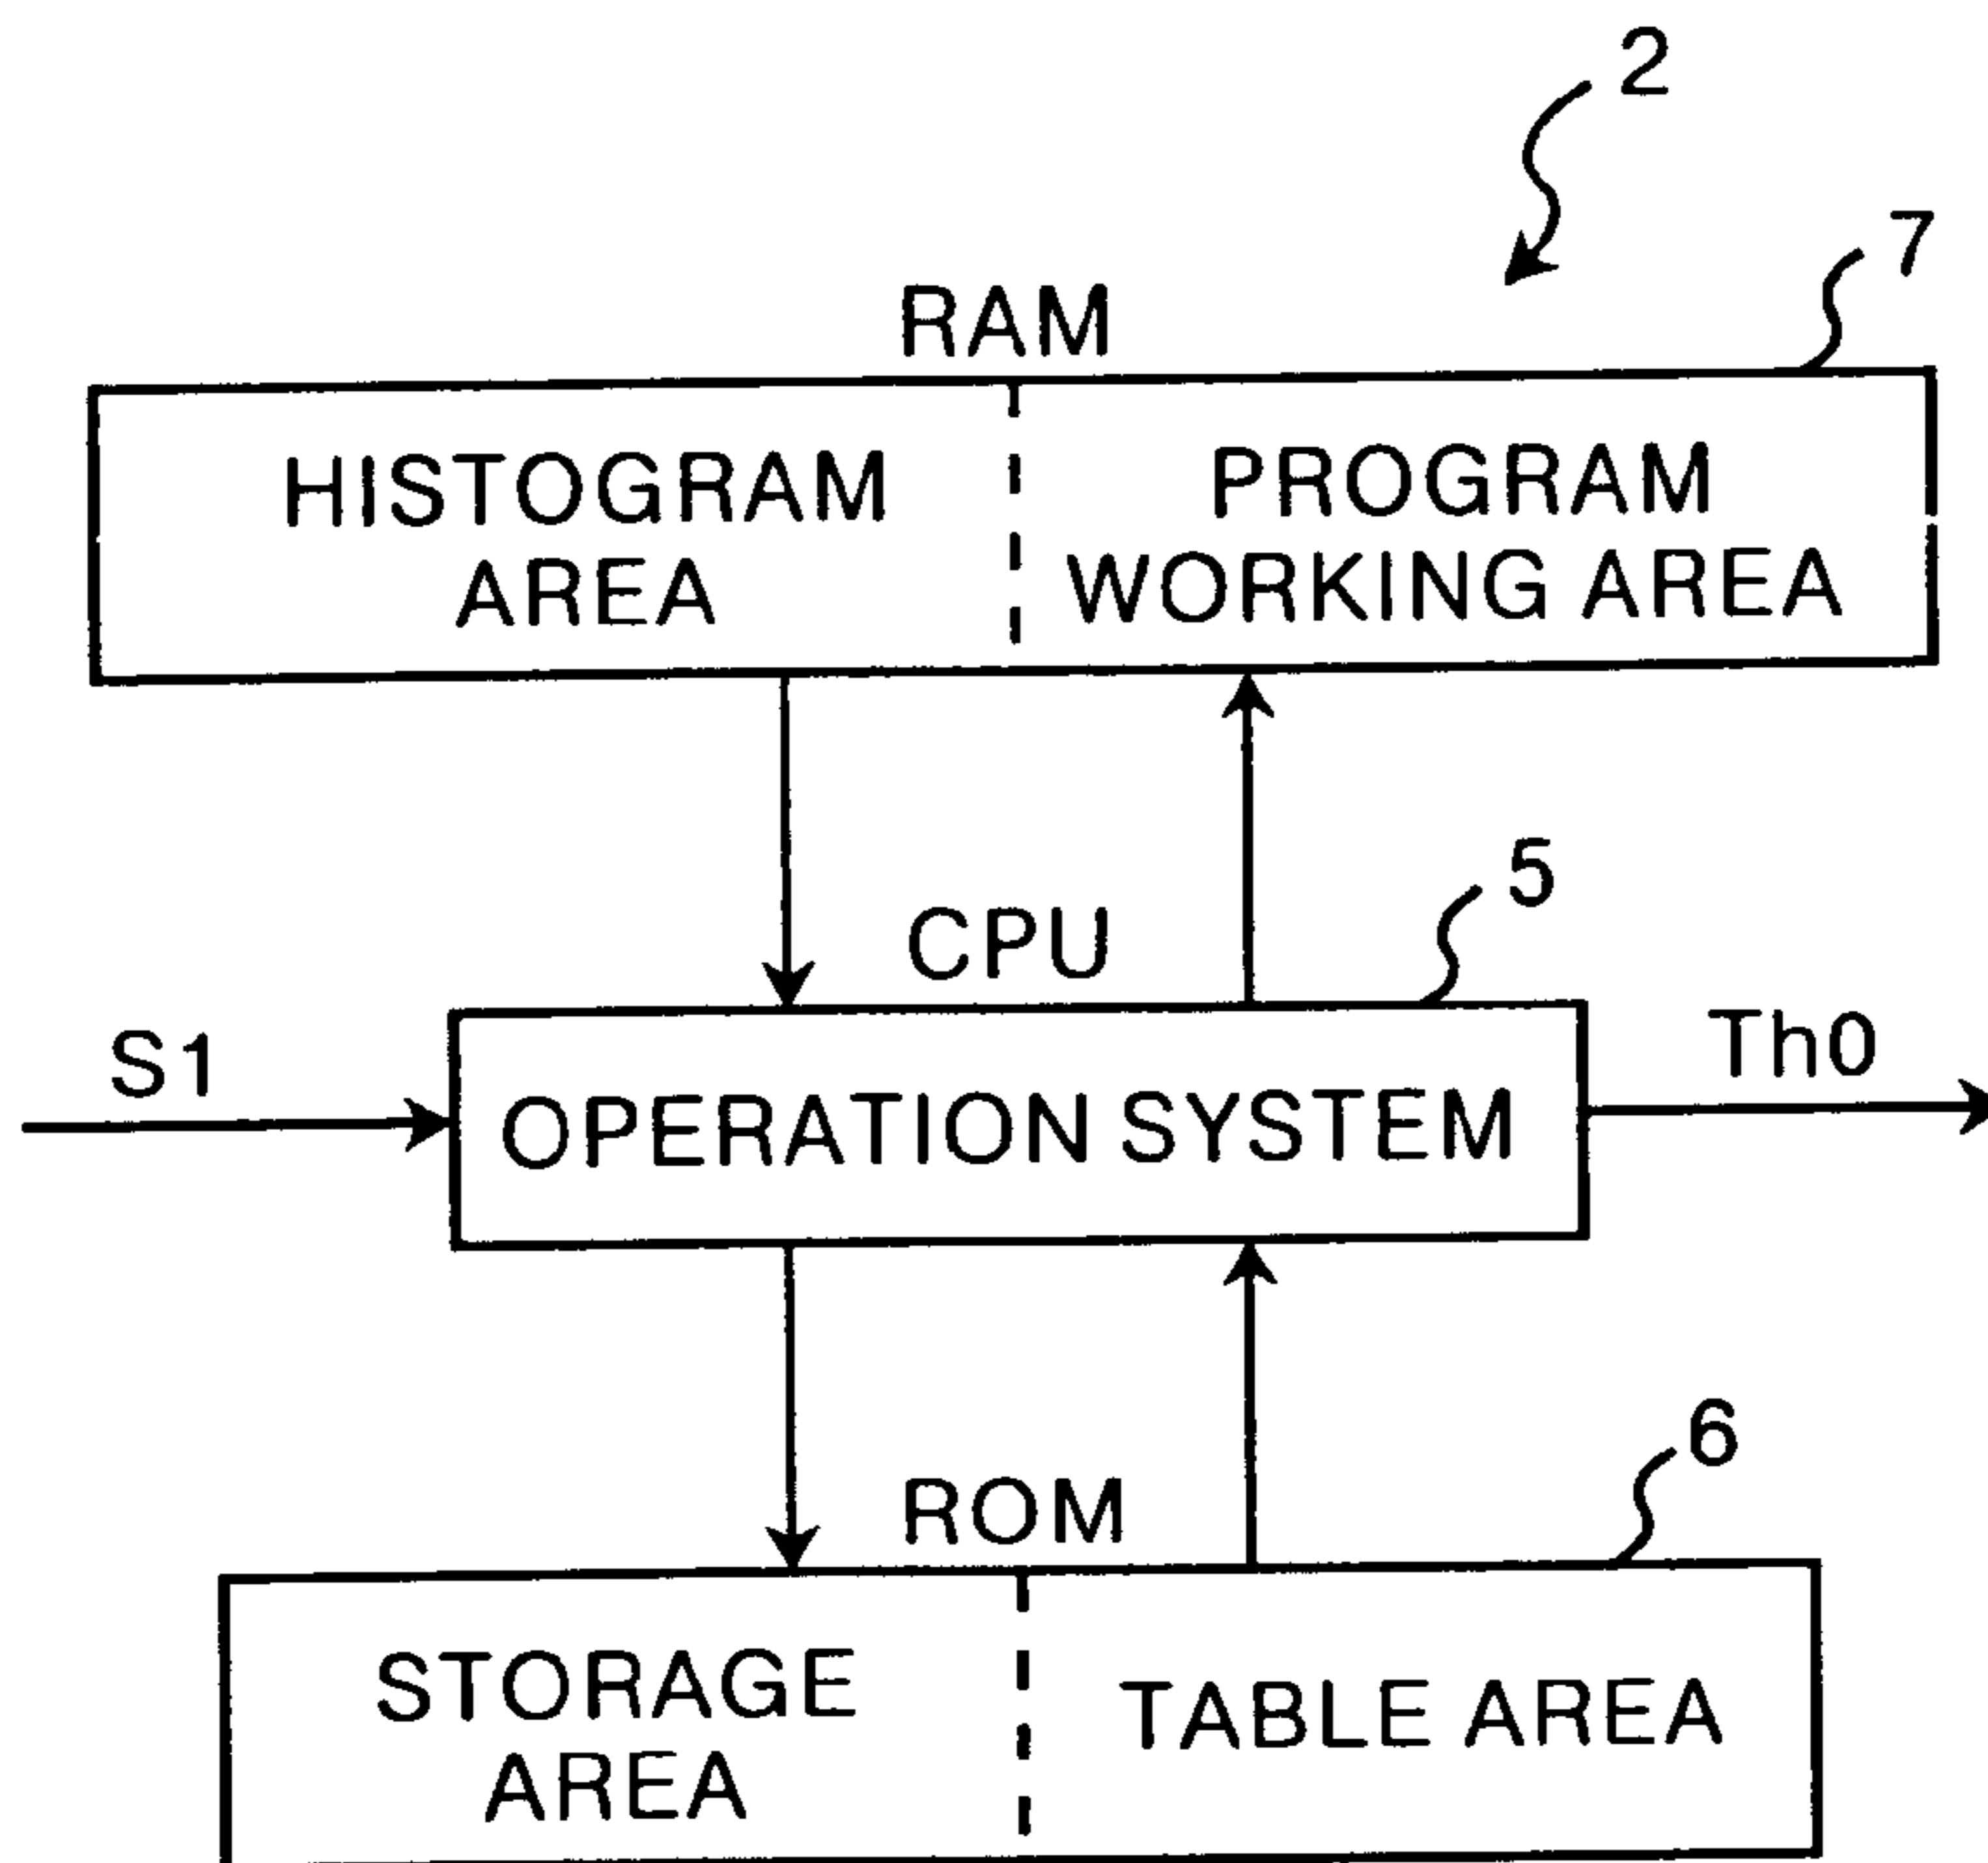 2
7
RAM
HISTOGRAM
AREA
PROGRAM
WORKING AREA
5
CPU
S1
OPERATION SYSTEM
Th0
6
ROM
STORAGE
AREA
TABLE AREA